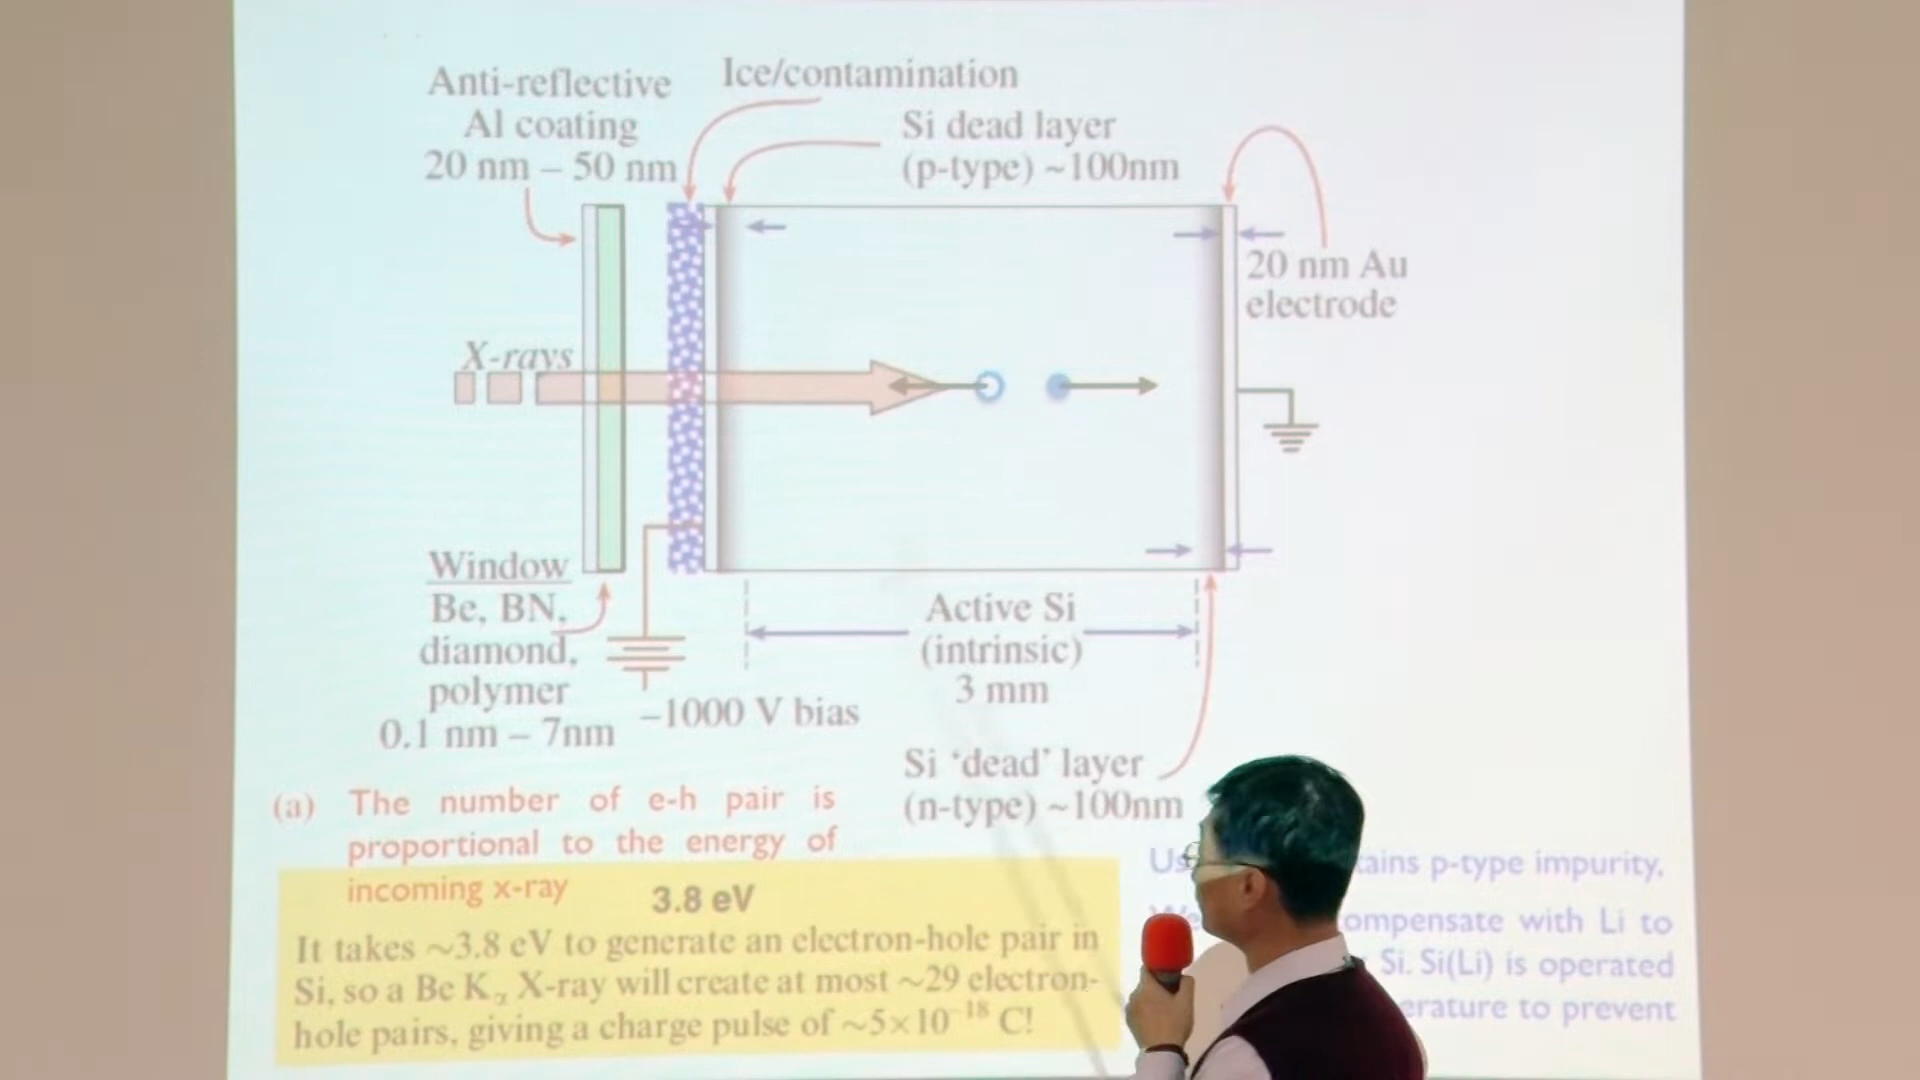 Anti-reflective
Al coating
20 nm – 50 nm
Ice/contamination
Si dead layer
(p-type) ~100nm
20 nm Au
electrode
X-rays
Window
Be, BN,
diamond,
polymer
0.1 nm – 7nm
–1000 V bias
Active Si
(intrinsic)
3 mm
Si ‘dead’ layer
(n-type) ~100nm
(a) The number of e-h pair is
proportional to the energy of
incoming x-ray
3.8 eV
It takes ~3.8 eV to generate an electron-hole pair in
Si, so a Be K X-ray will create at most ~29 electron-
hole pairs, giving a charge pulse of ~5×10⁻¹⁸ C!
p-type impurity,
with Li to
Si. Si(Li) is operated
to prevent